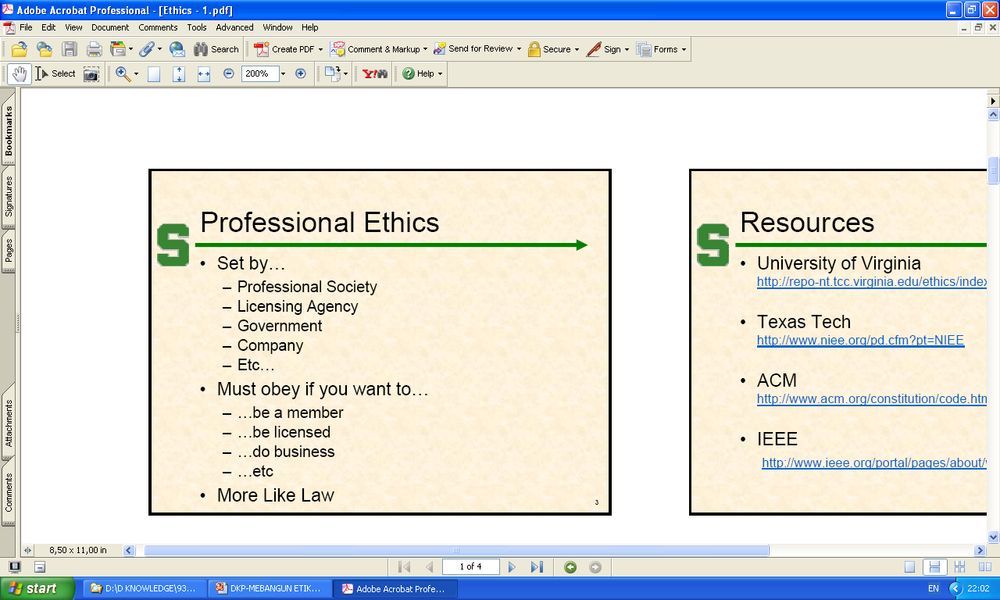 Adobe Acrobat Professional - [Ethics - 1.pdf]
File Edit View Document Comments Tools Advanced Window Help
Search Create PDF Comment & Markup Send for Review Secure Sign Forms
Select 200% Y! Help
Bookmarks
Signatures
Pages
Attachments
Comments
S
Professional Ethics
• Set by…
– Professional Society
– Licensing Agency
– Government
– Company
– Etc…
• Must obey if you want to…
– …be a member
– …be licensed
– …do business
– …etc
• More Like Law
3
S
Resources
• University of Virginia
http://repo-nt.tcc.virginia.edu/ethics/index
• Texas Tech
http://www.niee.org/pd.cfm?pt=NIEE
• ACM
http://www.acm.org/constitution/code.htm
• IEEE
http://www.ieee.org/portal/pages/about/
8,50 x 11,00 in
1 of 4
start D:\D KNOWLEDGE\93... DKP-MEBANGUN ETIK... Adobe Acrobat Profe... EN 22:02